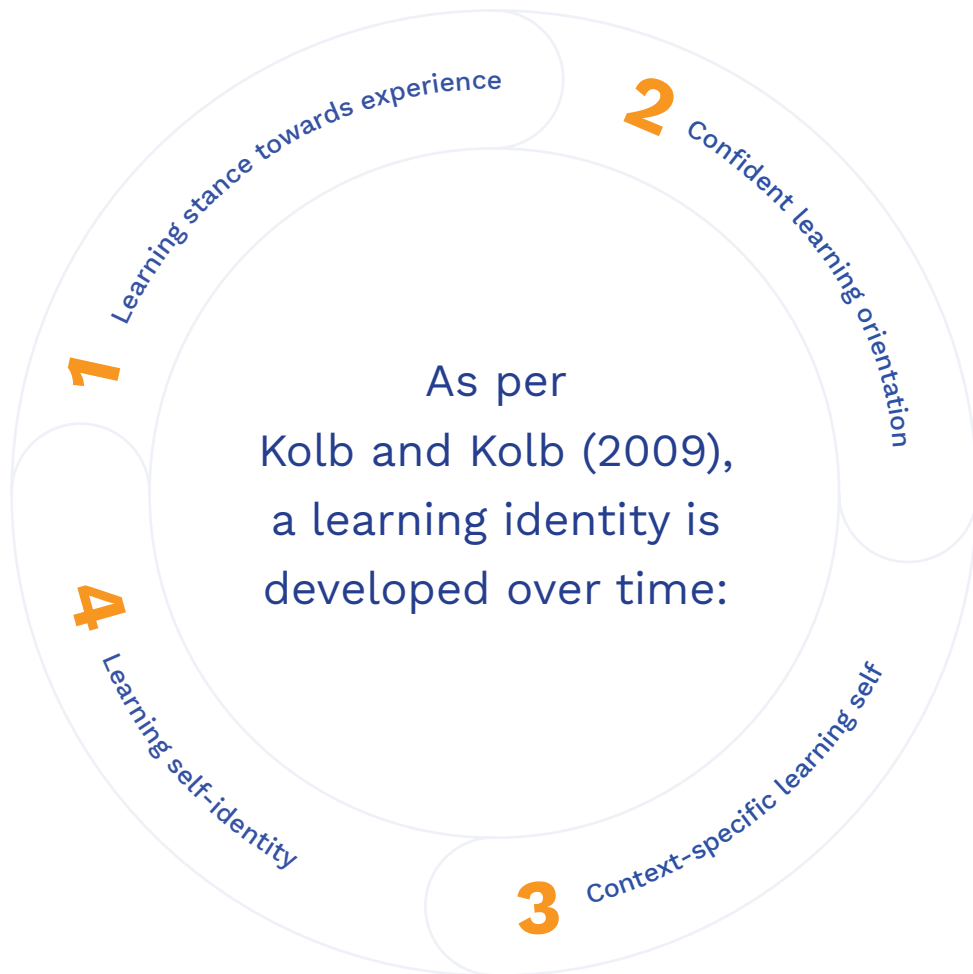 As per
Kolb and Kolb (2009),
a learning identity is
developed over time:
1 Learning stance towards experience
2 Confident learning orientation
3 Context-specific learning self
4 Learning self-identity